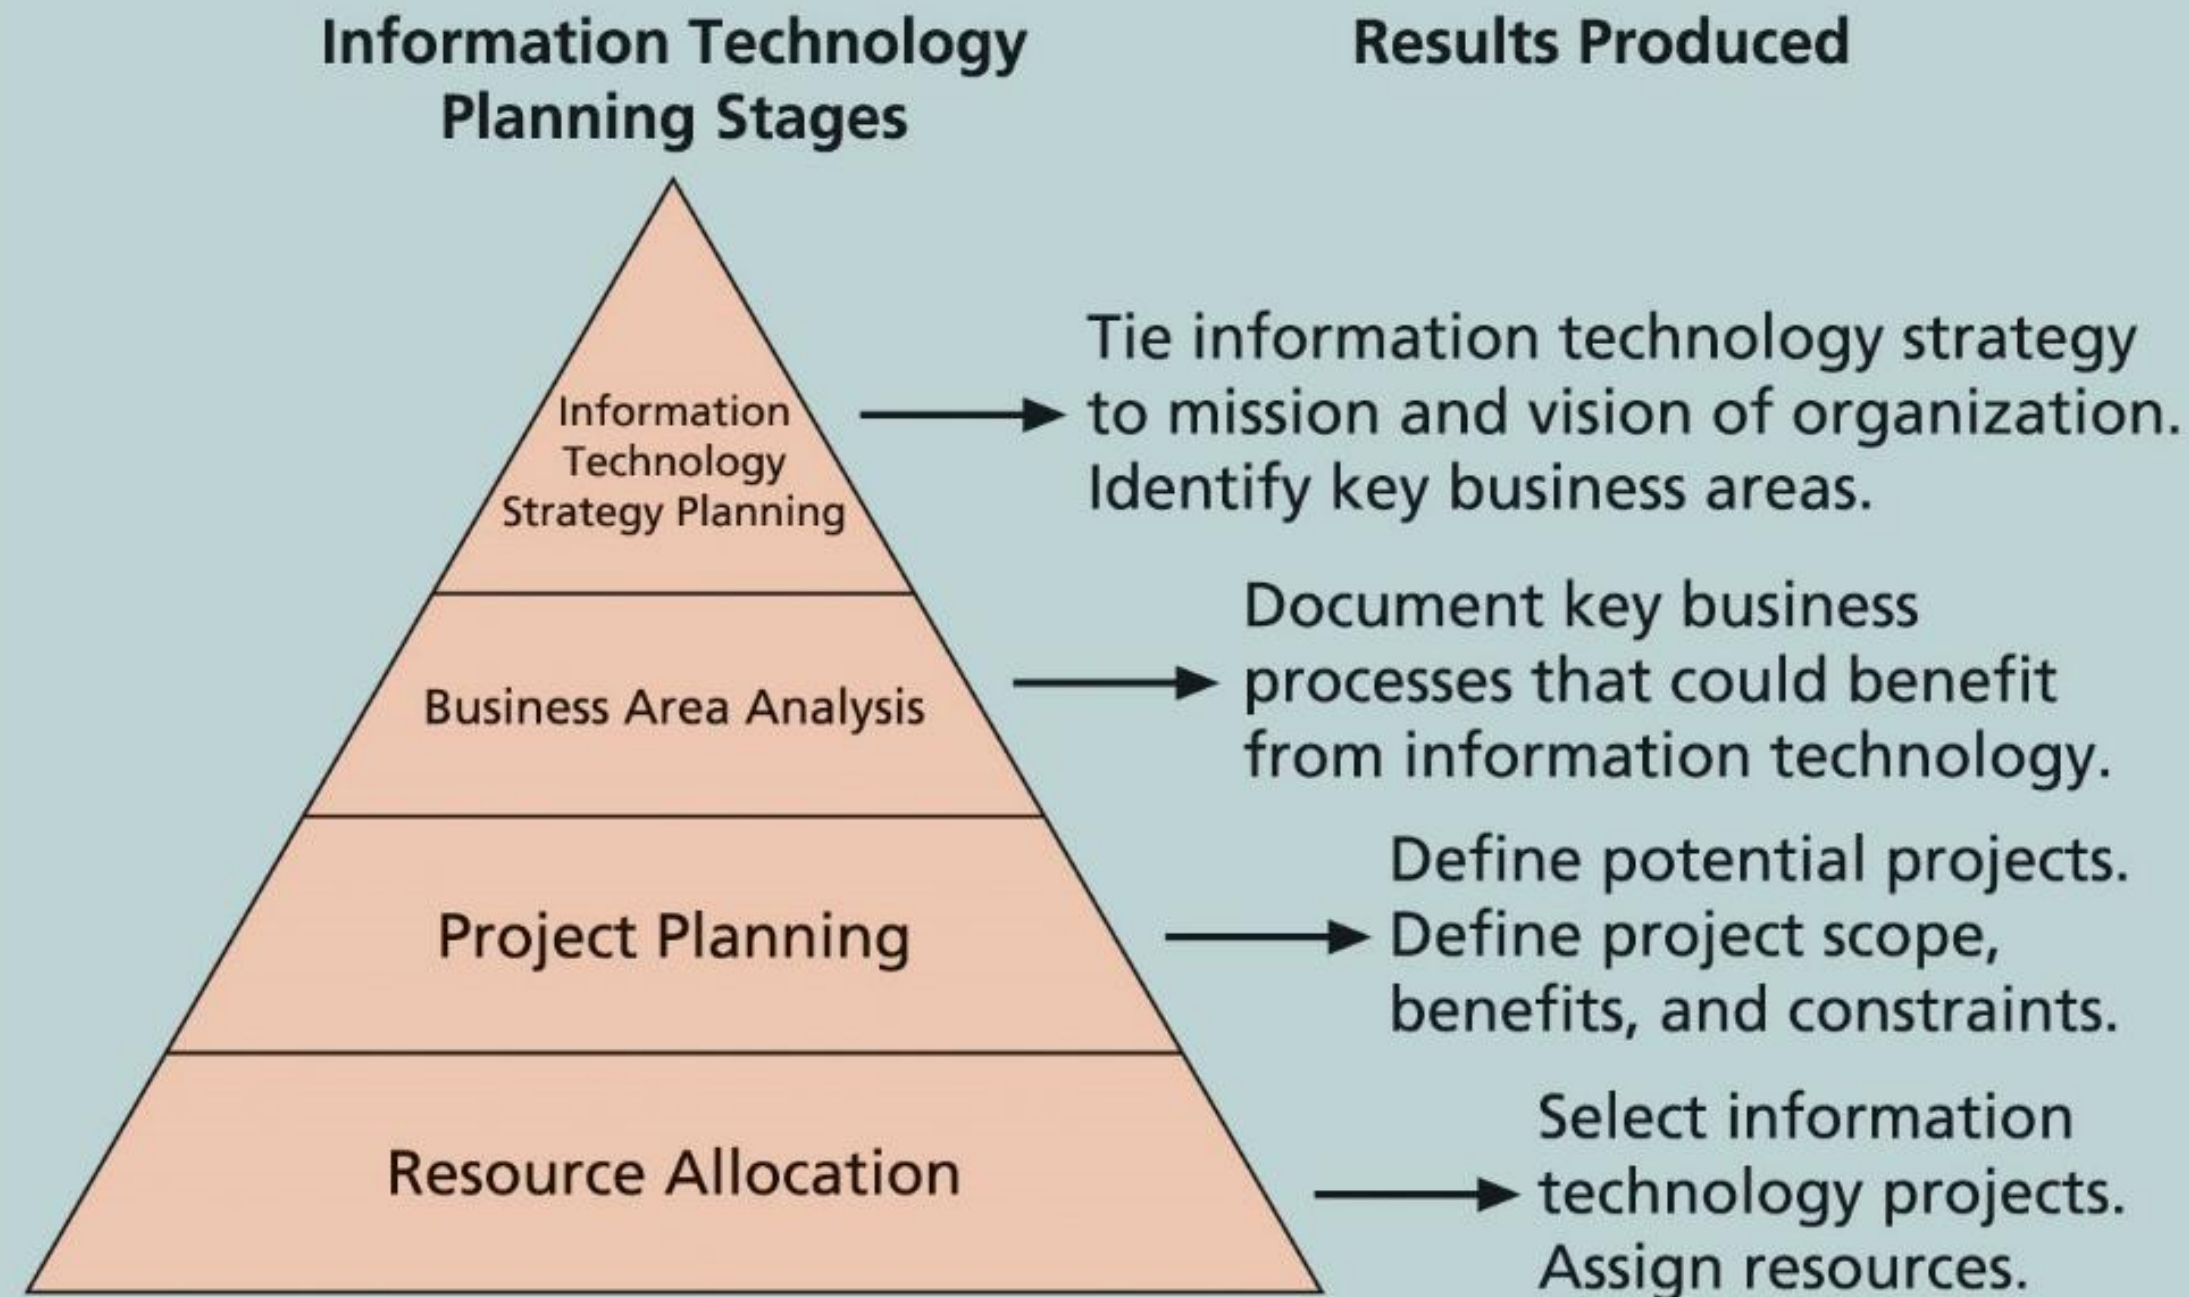 Information Technology
Planning Stages
Results Produced
Information
Technology
Strategy Planning
Tie information technology strategy
to mission and vision of organization.
Identify key business areas.
Business Area Analysis
Document key business
processes that could benefit
from information technology.
Project Planning
Define potential projects.
Define project scope,
benefits, and constraints.
Resource Allocation
Select information
technology projects.
Assign resources.